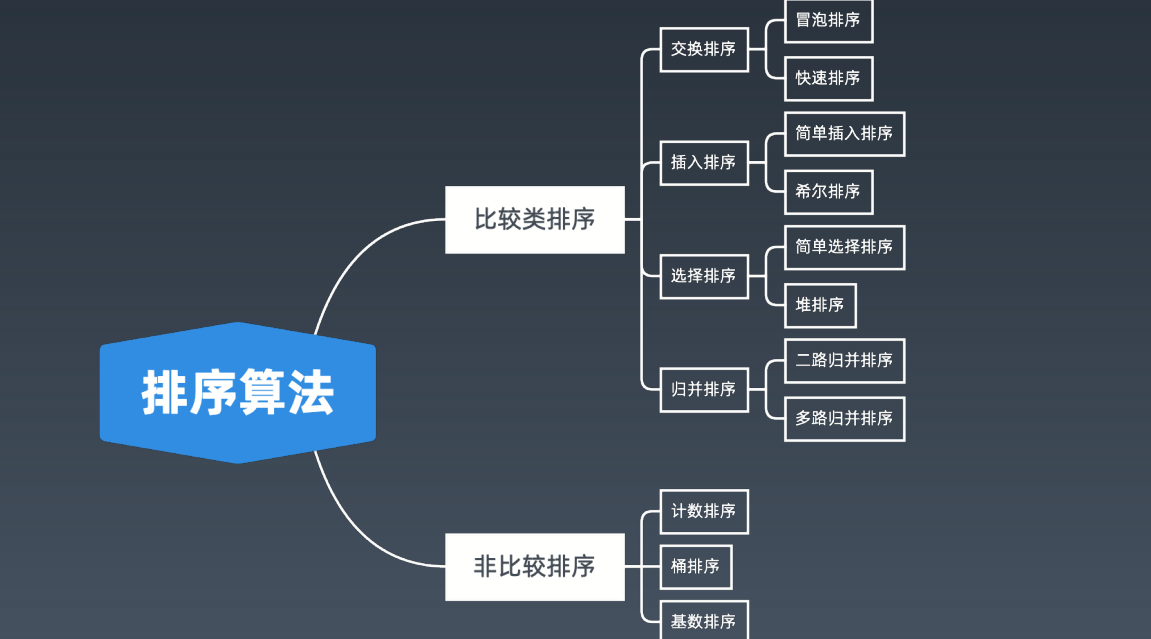 排序算法
比较类排序
交换排序
冒泡排序
快速排序
插入排序
简单插入排序
希尔排序
选择排序
简单选择排序
堆排序
归并排序
二路归并排序
多路归并排序
非比较排序
计数排序
桶排序
基数排序